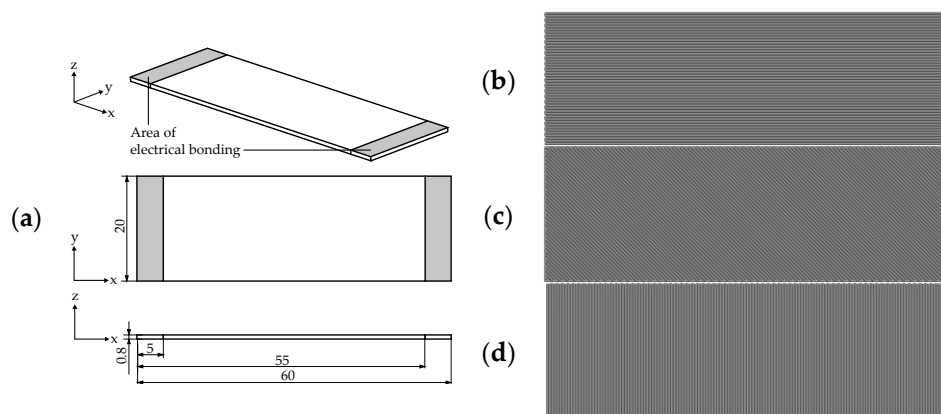 z
y
x
Area of
electrical bonding
(a)
y
x
20
z
x
0.8
5
55
60
(b)
(c)
(d)